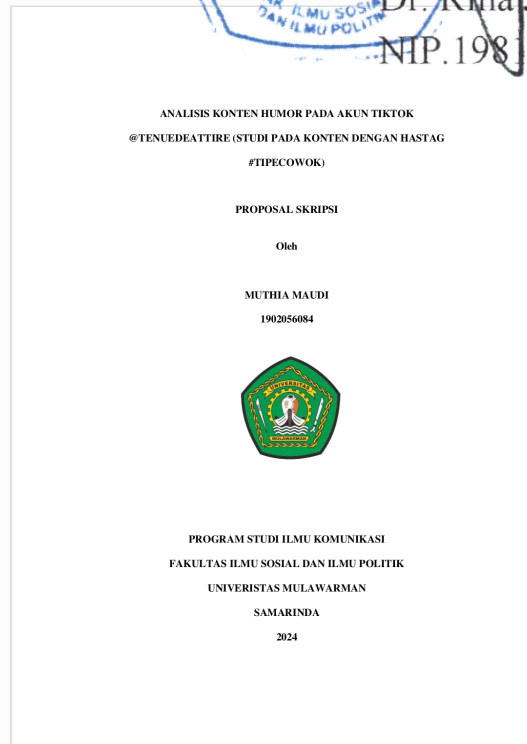 ILMU SOSIA
DAN ILMU POLITIK
Dr.
NIP.198
ANALISIS KONTEN HUMOR PADA AKUN TIKTOK
@TENUEDEATTIRE (STUDI PADA KONTEN DENGAN HASTAG
#TIPECOWOK)
PROPOSAL SKRIPSI
Oleh
MUTHIA MAUDI
1902056084
UNIVERSITAS
MULAWARMAN
PROGRAM STUDI ILMU KOMUNIKASI
FAKULTAS ILMU SOSIAL DAN ILMU POLITIK
UNIVERISTAS MULAWARMAN
SAMARINDA
2024